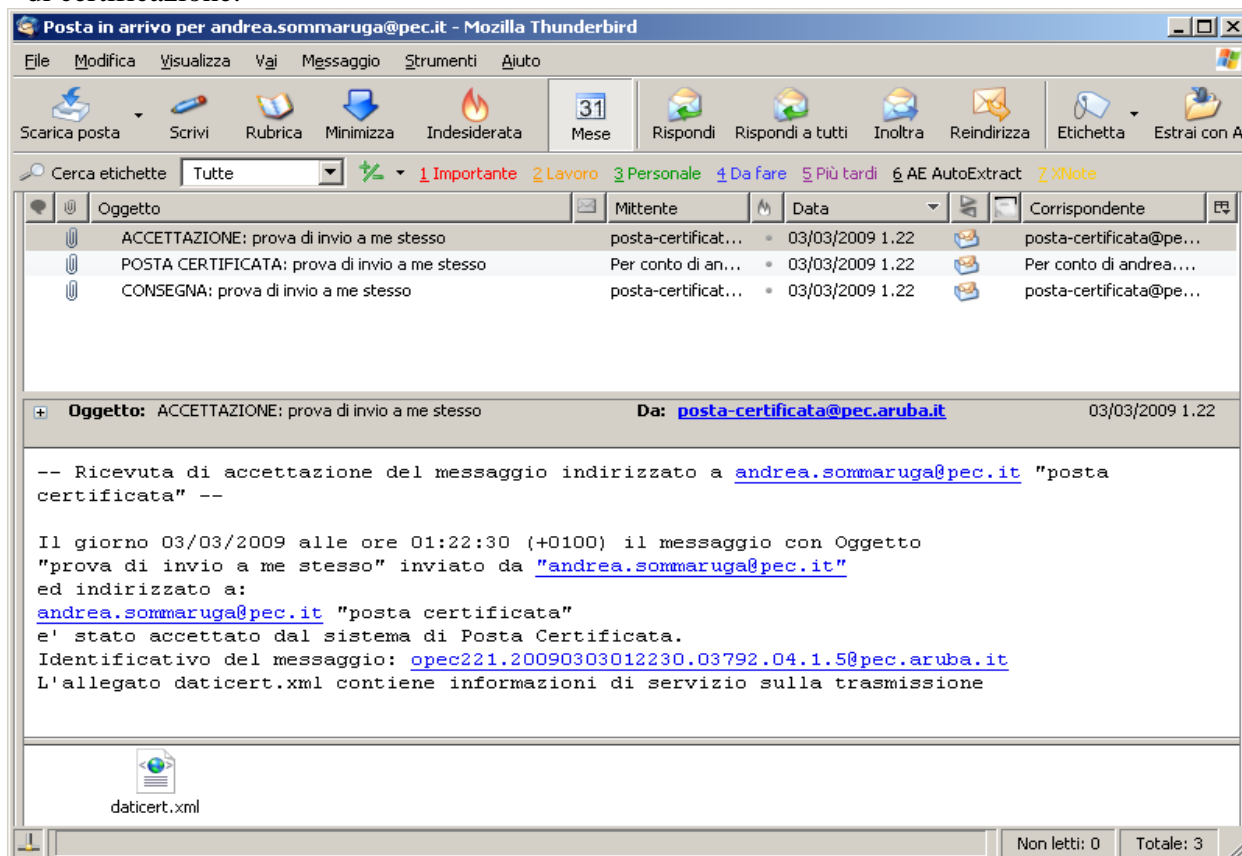 di certificazione.
Posta in arrivo per andrea.sommaruga@pec.it - Mozilla Thunderbird
File Modifica Visualizza Vai Messaggio Strumenti Aiuto
31
Scarica posta Scrivi Rubrica Minimizza Indesiderata Mese Rispondi Rispondi a tutti Inoltra Reindirizza Etichetta Estrai con A
Cerca etichette Tutte 1 Importante 2 Lavoro 3 Personale 4 Da fare 5 Più tardi 6 AE AutoExtract 7 XNote
Oggetto Mittente Data Corrispondente
ACCETTAZIONE: prova di invio a me stesso posta-certificat... 03/03/2009 1.22 posta-certificata@pe...
POSTA CERTIFICATA: prova di invio a me stesso Per conto di an... 03/03/2009 1.22 Per conto di andrea....
CONSEGNA: prova di invio a me stesso posta-certificat... 03/03/2009 1.22 posta-certificata@pe...
Oggetto: ACCETTAZIONE: prova di invio a me stesso Da: posta-certificata@pec.aruba.it 03/03/2009 1.22
-- Ricevuta di accettazione del messaggio indirizzato a andrea.sommaruga@pec.it "posta
certificata" --
Il giorno 03/03/2009 alle ore 01:22:30 (+0100) il messaggio con Oggetto
"prova di invio a me stesso" inviato da "andrea.sommaruga@pec.it"
ed indirizzato a:
andrea.sommaruga@pec.it "posta certificata"
e' stato accettato dal sistema di Posta Certificata.
Identificativo del messaggio: opec221.20090303012230.03792.04.1.5@pec.aruba.it
L'allegato daticert.xml contiene informazioni di servizio sulla trasmissione
daticert.xml
Non letti: 0 Totale: 3